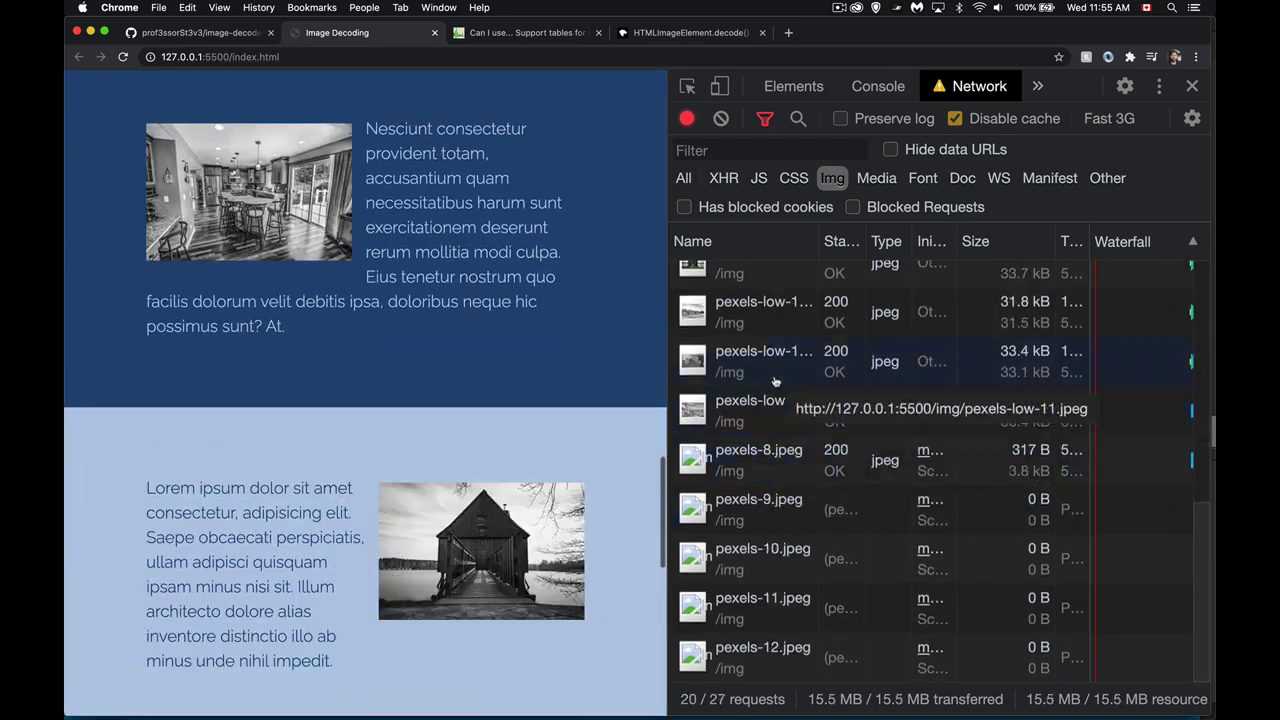 Chrome File Edit View History Bookmarks People Tab Window Help 100% Wed 11:55 AM
prof3ssorSt3v3/image-decode Image Decoding Can I use... Support tables for HTMLImageElement.decode()
127.0.0.1:5500/index.html
Elements Console Network
Preserve log Disable cache Fast 3G
Filter Hide data URLs
All XHR JS CSS Img Media Font Doc WS Manifest Other
Has blocked cookies Blocked Requests
Name Sta... Type Ini... Size T... Waterfall
/img OK jpeg Ot... 33.7 kB 5...
pexels-low-1... 200 31.8 kB 1...
/img OK jpeg Ot... 31.5 kB 5...
pexels-low-1... 200 33.4 kB 1...
/img OK jpeg Ot... 33.1 kB 5...
pexels-low
http://127.0.0.1:5500/img/pexels-low-11.jpeg
/img OK 33.4 kB 5...
pexels-8.jpeg 200 jpeg m... 317 B 5...
/img OK Sc... 3.8 kB 5...
pexels-9.jpeg m... 0 B
/img (pe... Sc... 0 B P...
pexels-10.jpeg m... 0 B
/img (pe... Sc... 0 B P...
pexels-11.jpeg m... 0 B
/img (pe... Sc... 0 B P...
pexels-12.jpeg m... 0 B
/img (pe... Sc... 0 B P...
20 / 27 requests 15.5 MB / 15.5 MB transferred 15.5 MB / 15.5 MB resource
Nesciunt consectetur
provident totam,
accusantium quam
necessitatibus harum sunt
exercitationem deserunt
rerum mollitia modi culpa.
Eius tenetur nostrum quo
facilis dolorum velit debitis ipsa, doloribus neque hic
possimus sunt? At.
Lorem ipsum dolor sit amet
consectetur, adipisicing elit.
Saepe obcaecati perspiciatis,
ullam adipisci quisquam
ipsam minus nisi sit. Illum
architecto dolore alias
inventore distinctio illo ab
minus unde nihil impedit.